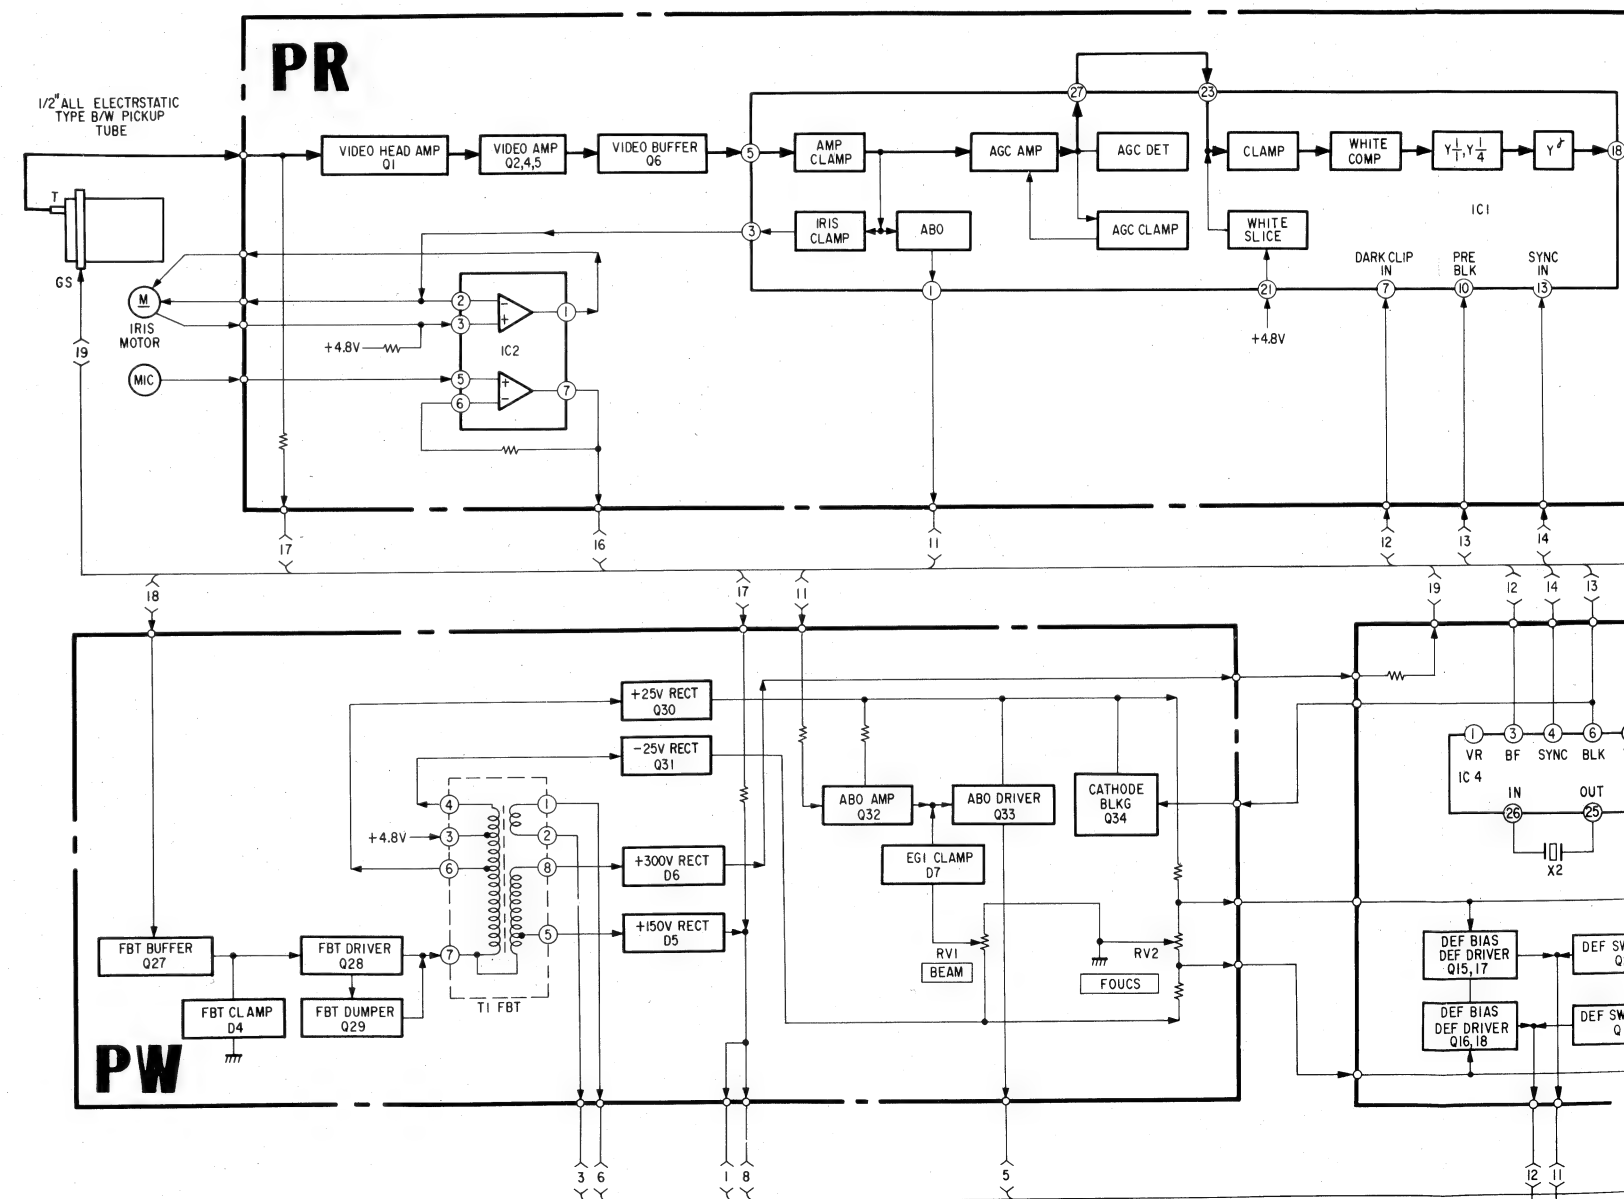 PR
1/2" ALL ELECTRSTATIC
TYPE B/W PICKUP
TUBE
27
23
VIDEO HEAD AMP
Q1
VIDEO AMP
Q2,4,5
VIDEO BUFFER
Q6
5
AMP
CLAMP
AGC AMP
AGC DET
CLAMP
WHITE
COMP
Y 1/1, Y 1/4
Yγ
18
T
IC1
3
IRIS
CLAMP
ABO
AGC CLAMP
WHITE
SLICE
GS
DARK CLIP
IN
PRE
BLK
SYNC
IN
1
21
7
10
13
M
IRIS
MOTOR
2
3
1
+4.8V
IC2
+4.8V
19
MIC
5
6
7
17
16
11
12
13
14
18
17
11
19
12
14
13
+25V RECT
Q30
-25V RECT
Q31
1
3
4
6
VR
BF
SYNC
BLK
IC 4
IN
OUT
26
25
X2
4
1
+4.8V
3
2
6
8
7
5
T1 FBT
ABO AMP
Q32
ABO DRIVER
Q33
CATHODE
BLKG
Q34
EG1 CLAMP
D7
+300V RECT
D6
+150V RECT
D5
FBT BUFFER
Q27
FBT DRIVER
Q28
FBT CLAMP
D4
FBT DUMPER
Q29
RV1
BEAM
RV2
FOUCS
DEF BIAS
DEF DRIVER
Q15,17
DEF SW
Q
DEF BIAS
DEF DRIVER
Q16,18
DEF SW
Q
PW
3
6
1
8
5
12
11